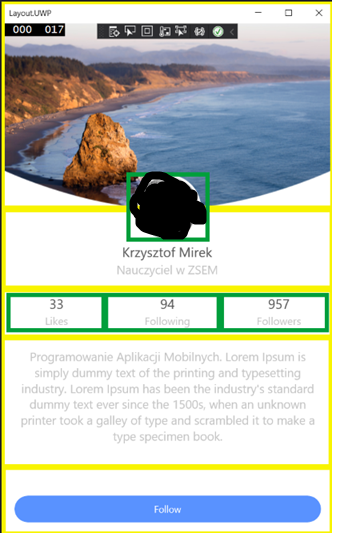 Layout.UWP
000 017
Krzysztof Mirek
Nauczyciel w ZSEM
33 94 957
Likes Following Followers
Programowanie Aplikacji Mobilnych. Lorem Ipsum is
simply dummy text of the printing and typesetting
industry. Lorem Ipsum has been the industry's standard
dummy text ever since the 1500s, when an unknown
printer took a galley of type and scrambled it to make a
type specimen book.
Follow